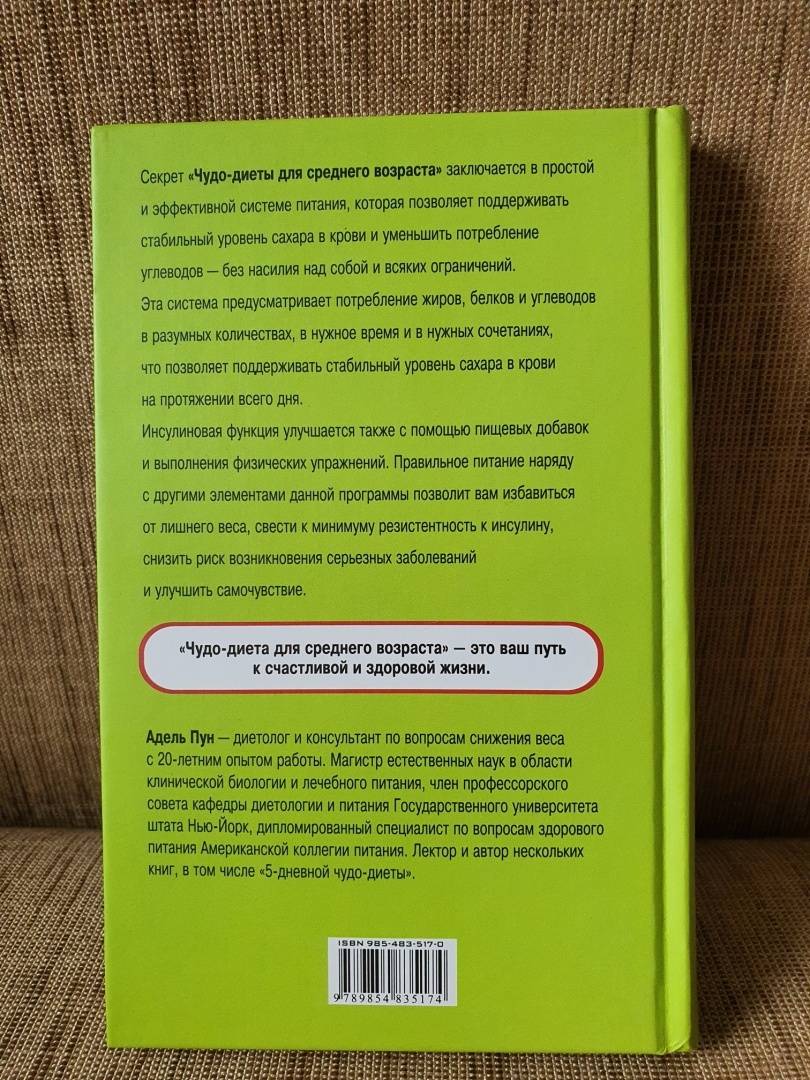 Секрет «Чудо-диеты для среднего возраста» заключается в простой
и эффективной системе питания, которая позволяет поддерживать
стабильный уровень сахара в крови и уменьшить потребление
углеводов — без насилия над собой и всяких ограничений.
Эта система предусматривает потребление жиров, белков и углеводов
в разумных количествах, в нужное время и в нужных сочетаниях,
что позволяет поддерживать стабильный уровень сахара в крови
на протяжении всего дня.
Инсулиновая функция улучшается также с помощью пищевых добавок
и выполнения физических упражнений. Правильное питание наряду
с другими элементами данной программы позволит вам избавиться
от лишнего веса, свести к минимуму резистентность к инсулину,
снизить риск возникновения серьезных заболеваний
и улучшить самочувствие.
«Чудо-диета для среднего возраста» — это ваш путь
к счастливой и здоровой жизни.
Адель Пун — диетолог и консультант по вопросам снижения веса
с 20-летним опытом работы. Магистр естественных наук в области
клинической биологии и лечебного питания, член профессорского
совета кафедры диетологии и питания Государственного университета
штата Нью-Йорк, дипломированный специалист по вопросам здорового
питания Американской коллегии питания. Лектор и автор нескольких
книг, в том числе «5-дневной чудо-диеты».
ISBN 985-483-517-0
9 789854 835174